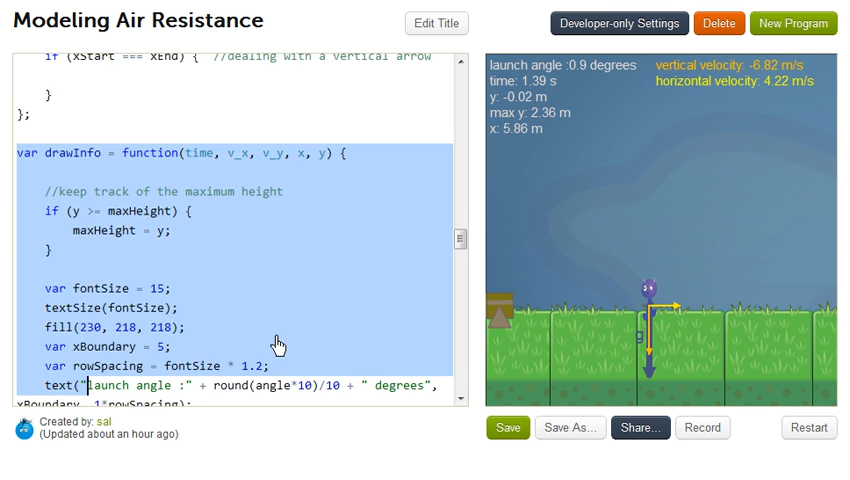 Modeling Air Resistance
Edit Title
Developer-only Settings
Delete
New Program
if (xStart === xEnd) {  //dealing with a vertical arrow
}
};
var drawInfo = function(time, v_x, v_y, x, y) {
//keep track of the maximum height
if (y >= maxHeight) {
maxHeight = y;
}
var fontSize = 15;
textSize(fontSize);
fill(230, 218, 218);
var xBoundary = 5;
var rowSpacing = fontSize * 1.2;
text("launch angle :" + round(angle*10)/10 + " degrees",
xBoundary, 1*rowSpacing);
launch angle :0.9 degrees
time: 1.39 s
y: -0.02 m
max y: 2.36 m
x: 5.86 m
vertical velocity: -6.82 m/s
horizontal velocity: 4.22 m/s
g
Created by: sal
(Updated about an hour ago)
Save
Save As...
Share...
Record
Restart